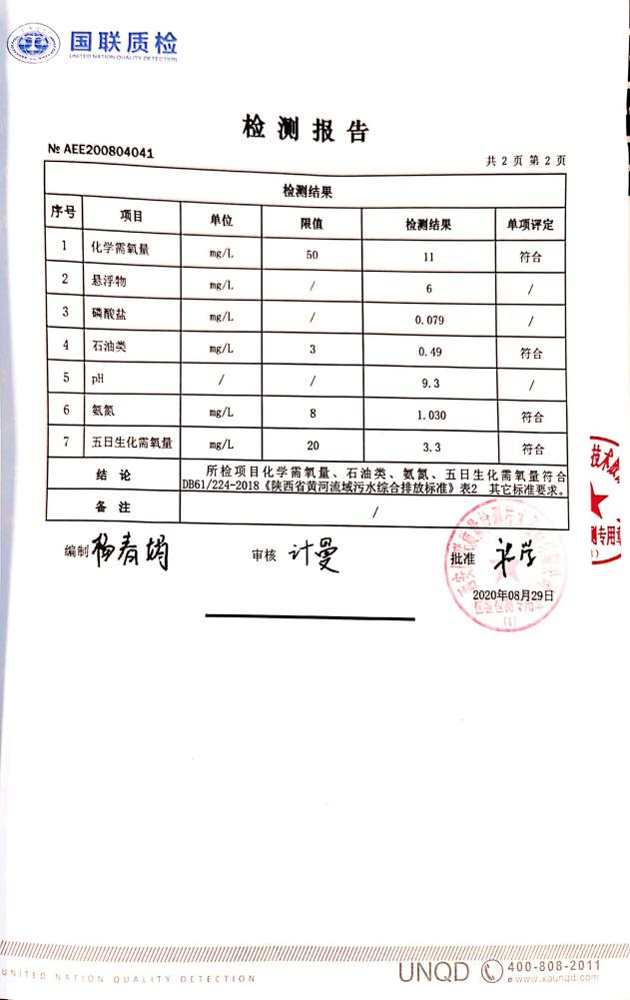 国联质检
UNITED NATION QUALITY DETECTION
检测报告
№ AEE200804041
共 2 页 第 2 页
检测结果
序号 项目 单位 限值 检测结果 单项评定
1 化学需氧量 mg/L 50 11 符合
2 悬浮物 mg/L / 6 /
3 磷酸盐 mg/L / 0.079 /
4 石油类 mg/L 3 0.49 符合
5 pH / / 9.3 /
6 氨氮 mg/L 8 1.030 符合
7 五日生化需氧量 mg/L 20 3.3 符合
结 论 所检项目化学需氧量、石油类、氨氮、五日生化需氧量符合
DB61/224-2018《陕西省黄河流域污水综合排放标准》表2 其它标准要求。
备 注 /
编制 杨春娟 审核 计曼 批准
2020年08月29日
(1)
技术
测专用章
UNITED NATION QUALITY DETECTION
UNQD 400-808-2011
e www.xaunqd.com